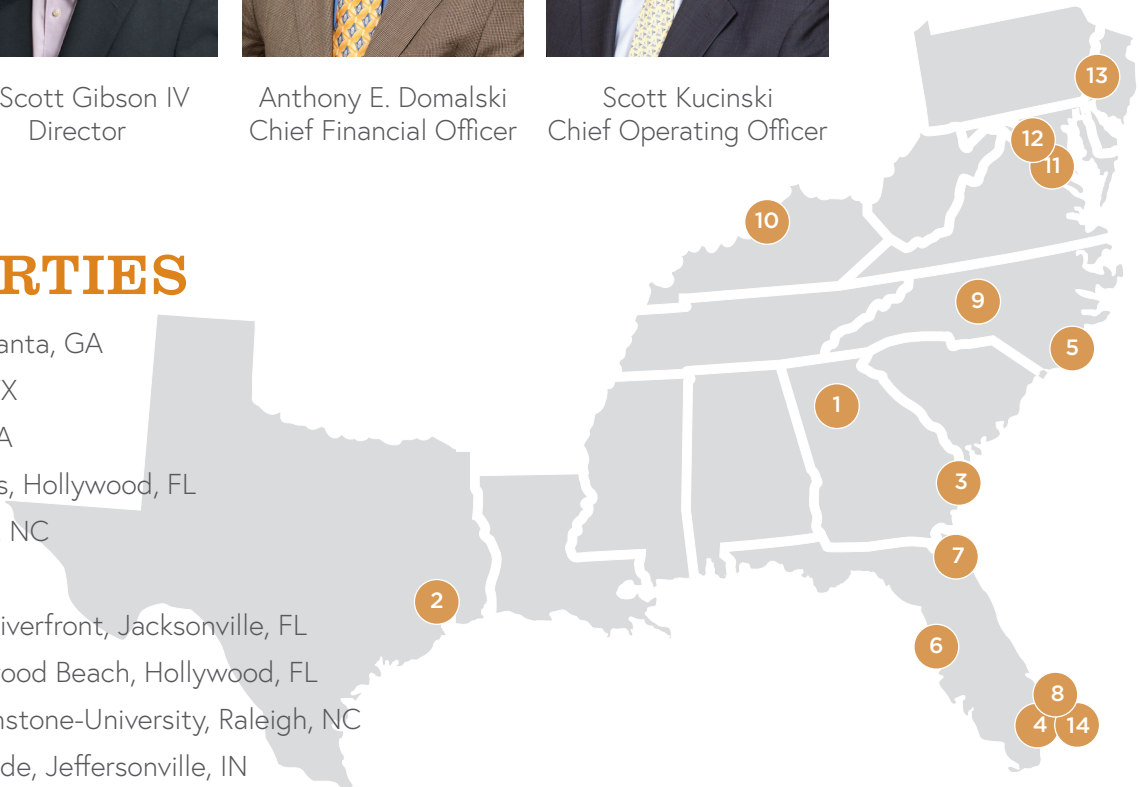 Scott Gibson IV
Director
Anthony E. Domalski
Chief Financial Officer
Scott Kucinski
Chief Operating Officer
RTIES
anta, GA
X
A
s, Hollywood, FL
NC
iverfront, Jacksonville, FL
ood Beach, Hollywood, FL
nstone-University, Raleigh, NC
de, Jeffersonville, IN
13
12
11
10
9
5
1
3
7
2
6
8
4
14